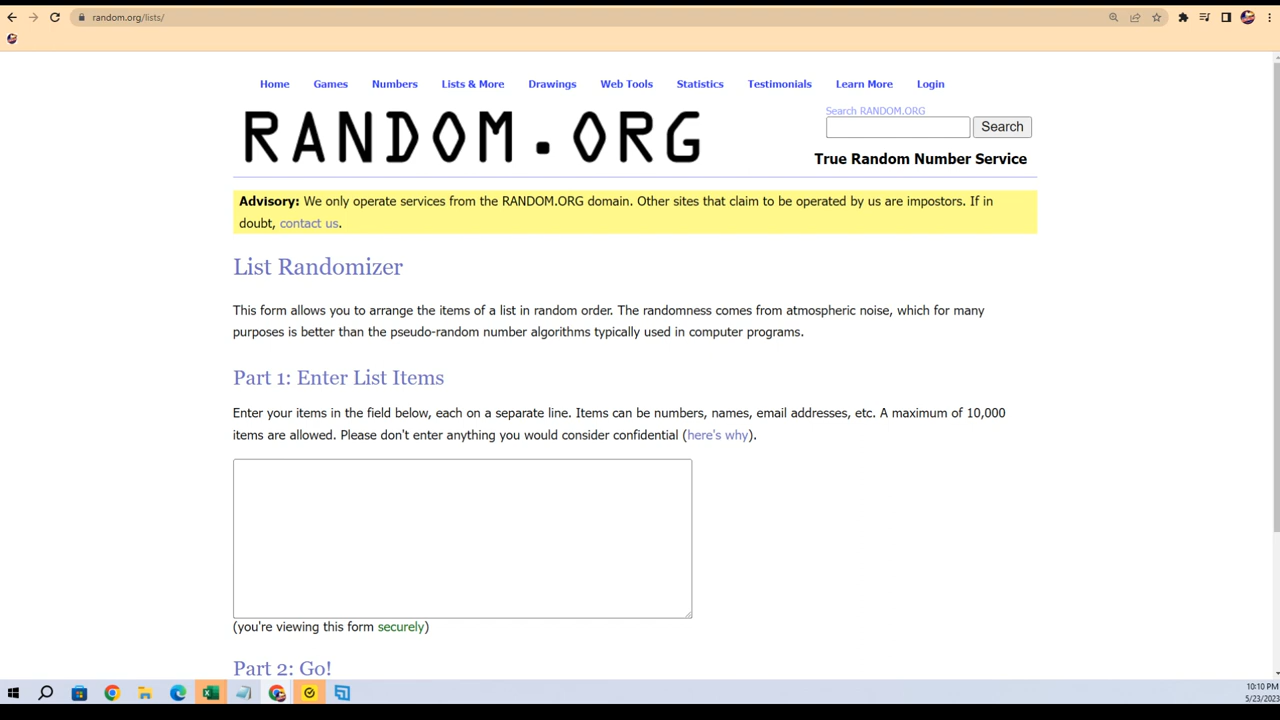 random.org/lists/
Home Games Numbers Lists & More Drawings Web Tools Statistics Testimonials Learn More Login
RANDOM.ORG
Search RANDOM.ORG
Search
True Random Number Service
Advisory: We only operate services from the RANDOM.ORG domain. Other sites that claim to be operated by us are impostors. If in
doubt, contact us.
List Randomizer
This form allows you to arrange the items of a list in random order. The randomness comes from atmospheric noise, which for many
purposes is better than the pseudo-random number algorithms typically used in computer programs.
Part 1: Enter List Items
Enter your items in the field below, each on a separate line. Items can be numbers, names, email addresses, etc. A maximum of 10,000
items are allowed. Please don't enter anything you would consider confidential (here's why).
(you're viewing this form securely)
Part 2: Go!
10:10 PM
5/23/2023